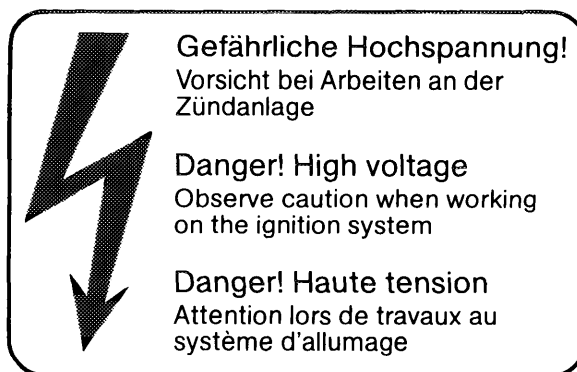 Gefährliche Hochspannung!
Vorsicht bei Arbeiten an der
Zündanlage
Danger! High voltage
Observe caution when working
on the ignition system
Danger! Haute tension
Attention lors de travaux au
système d'allumage